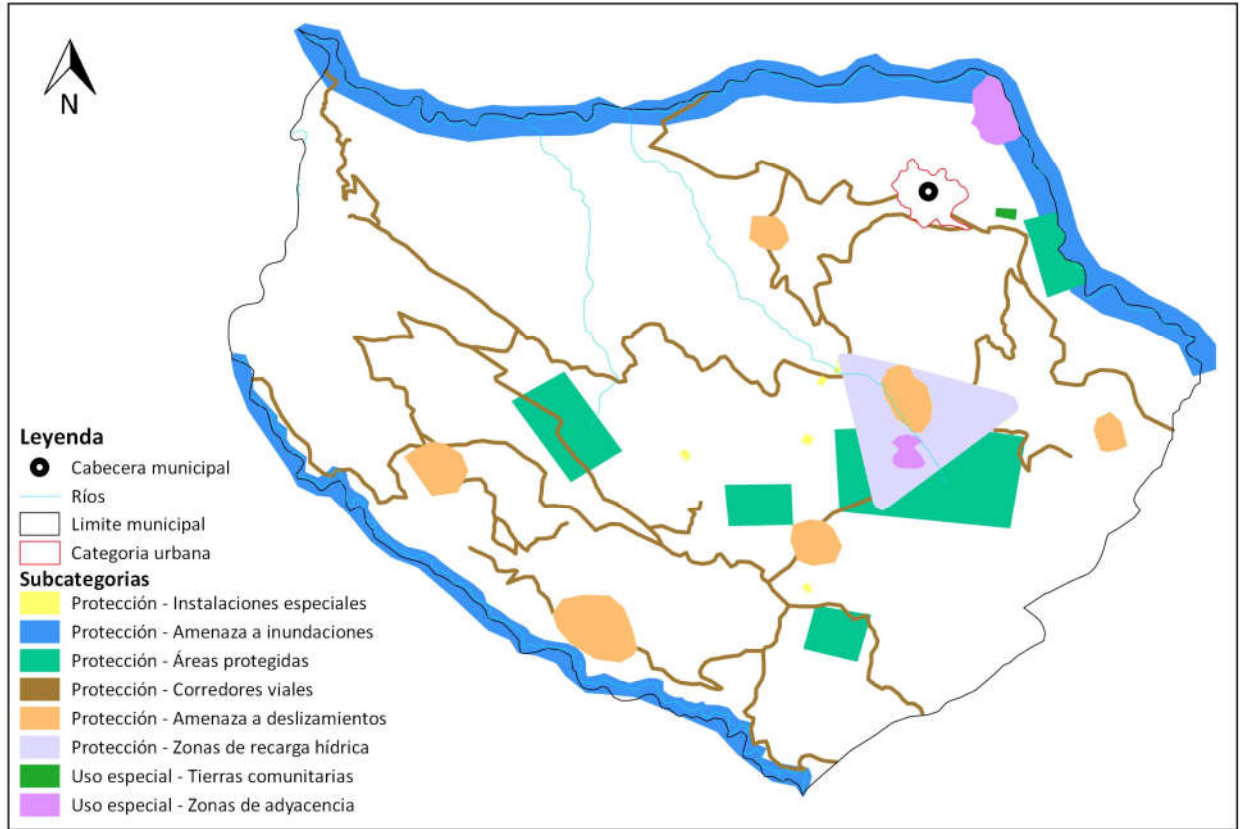 N
Leyenda
Cabecera municipal
Ríos
Limite municipal
Categoria urbana
Subcategorias
Protección - Instalaciones especiales
Protección - Amenaza a inundaciones
Protección - Áreas protegidas
Protección - Corredores viales
Protección - Amenaza a deslizamientos
Protección - Zonas de recarga hídrica
Uso especial - Tierras comunitarias
Uso especial - Zonas de adyacencia